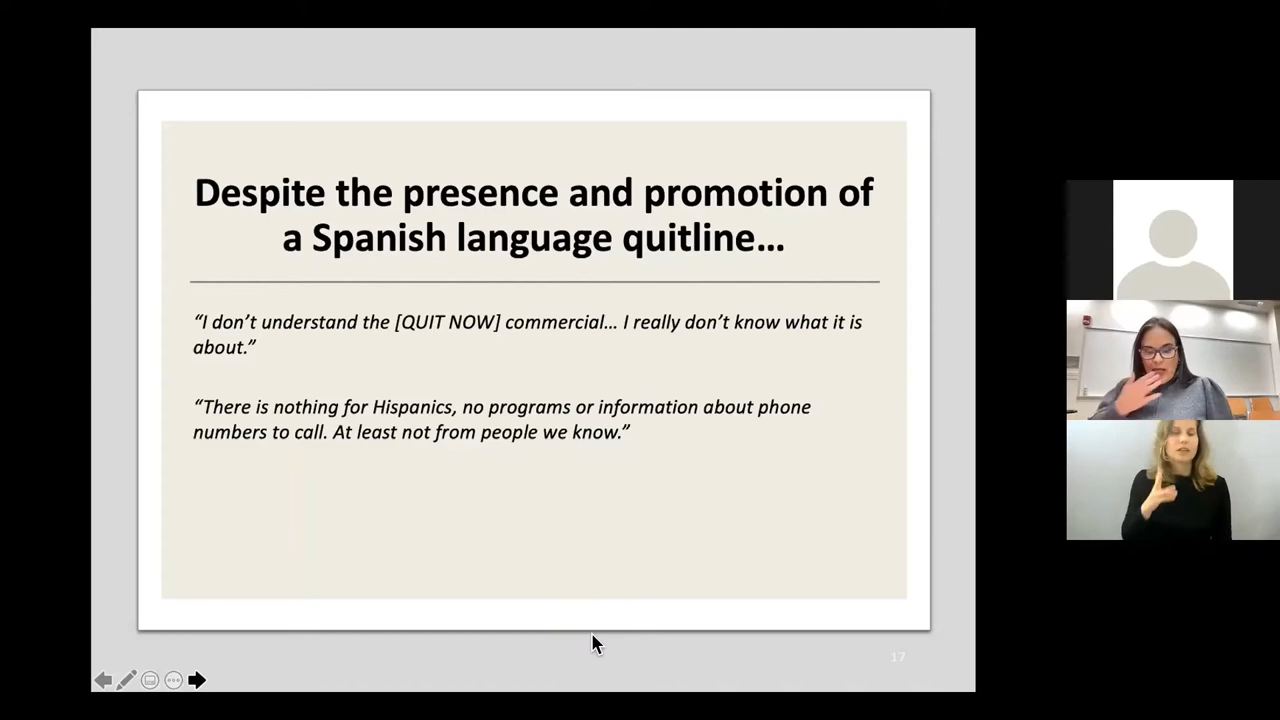 Despite the presence and promotion of
a Spanish language quitline…
“I don’t understand the [QUIT NOW] commercial… I really don’t know what it is
about.”
“There is nothing for Hispanics, no programs or information about phone
numbers to call. At least not from people we know.”
17